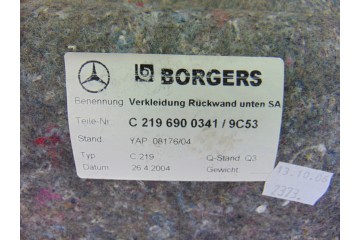 BORGERS
Benennung Verkleidung Rückwand unten SA
Teile-Nr. C 219 690 0341 / 9C53
Stand. YAP 08176/04
Typ C 219 Q-Stand Q3
Datum 26.4.2004 Gewicht